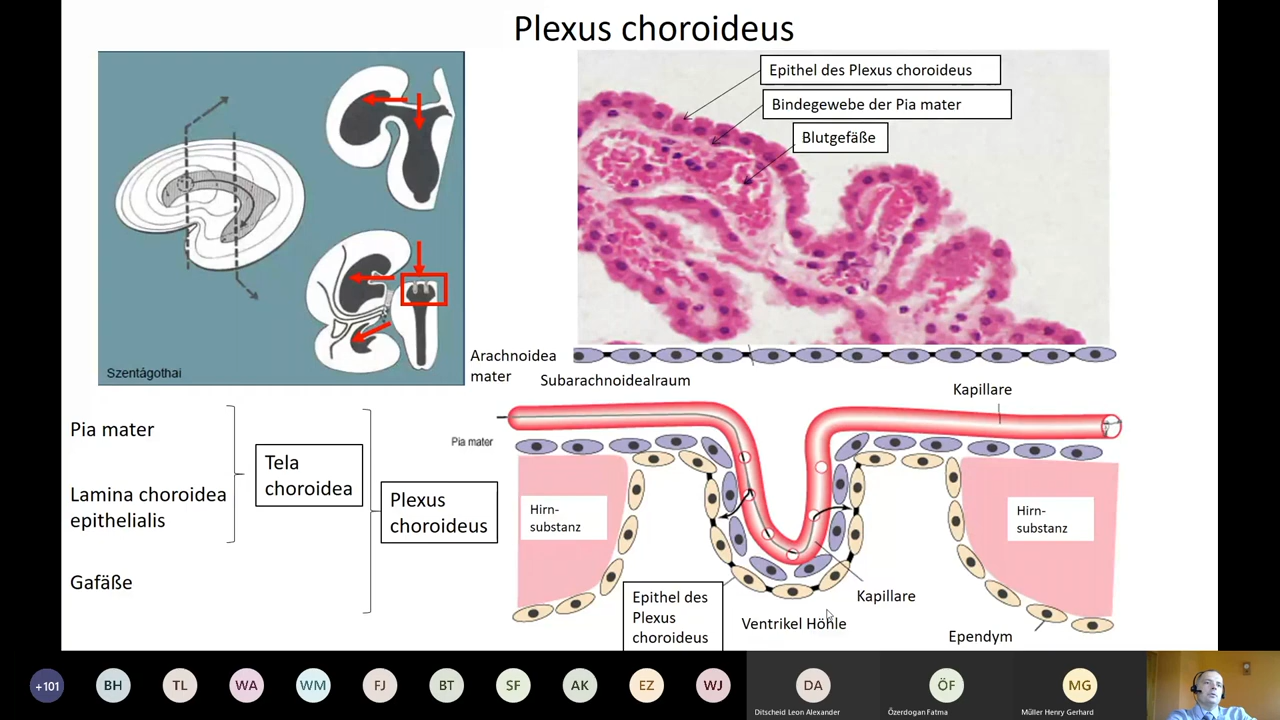 Plexus choroideus
Szentágothai
Epithel des Plexus choroideus
Bindegewebe der Pia mater
Blutgefäße
Arachnoidea
mater
Subarachnoidealraum
Kapillare
Pia mater
Pia mater
Lamina choroidea
epithelialis
Gafäße
Tela
choroidea
Plexus
choroideus
Hirn-
substanz
Hirn-
substanz
Epithel des
Plexus
choroideus
Ventrikel Höhle
Kapillare
Ependym
+101
BH
TL
WA
WM
FJ
BT
SF
AK
EZ
WJ
DA
Ditscheid Leon Alexander
ÖF
Özerdogan Fatma
MG
Müller Henry Gerhard